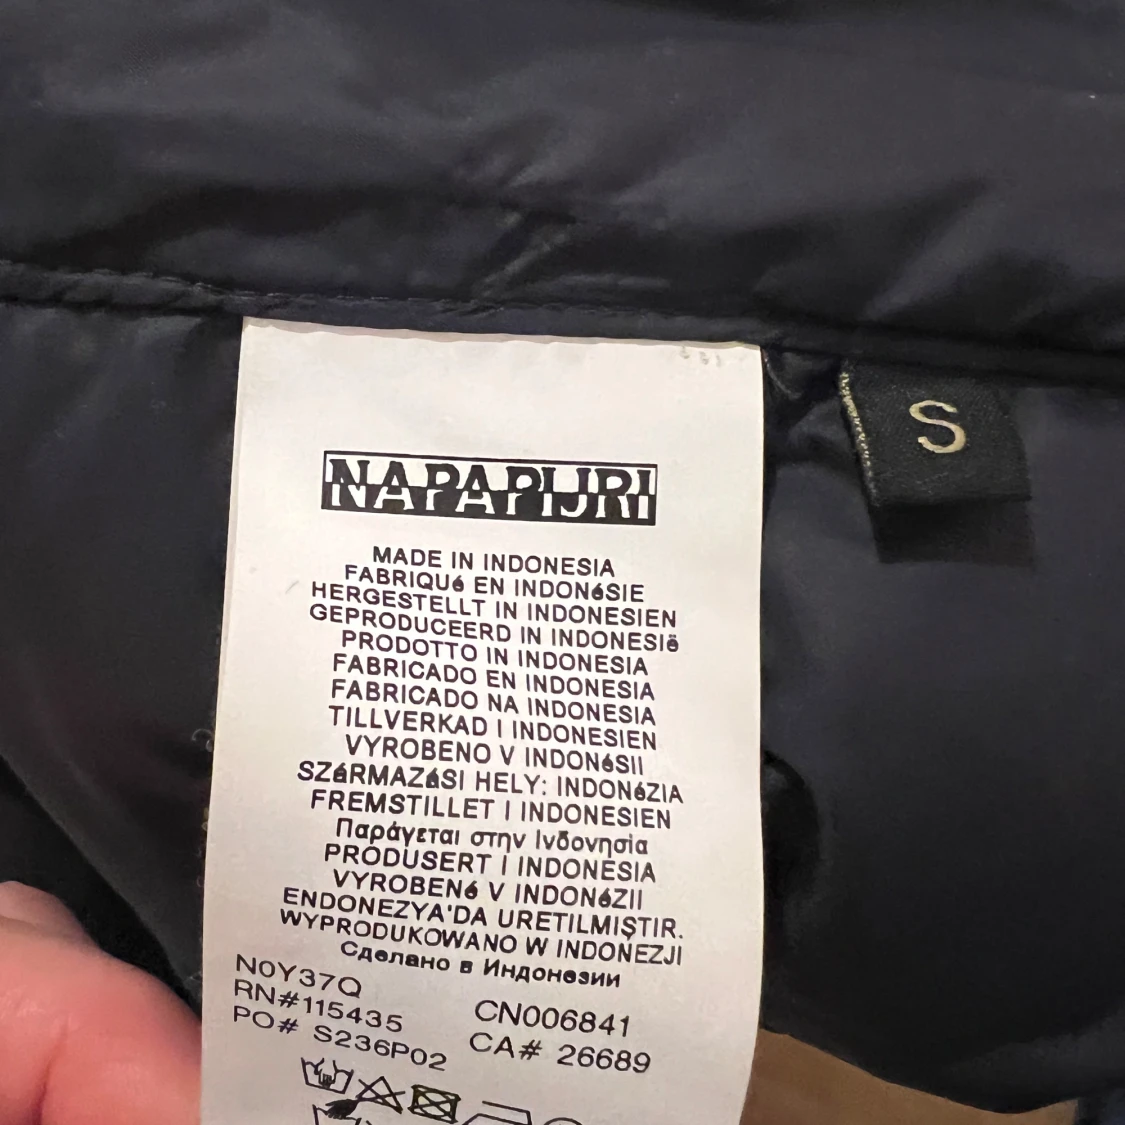 NAPAPIJRI
S
MADE IN INDONESIA
FABRIQUé EN INDONéSIE
HERGESTELLT IN INDONESIEN
GEPRODUCEERD IN INDONESIë
PRODOTTO IN INDONESIA
FABRICADO EN INDONESIA
FABRICADO NA INDONESIA
TILLVERKAD I INDONESIEN
VYROBENO V INDONéSII
SZáRMAZáSI HELY: INDONéZIA
FREMSTILLET I INDONESIEN
Παράγεται στην Ινδονησία
PRODUSERT I INDONESIA
VYROBENé V INDONéZII
ENDONEZYA'DA URETILMIŞTIR.
WYPRODUKOWANO W INDONEZJI
Сделано в Индонезии
N0Y37Q
RN#115435 CN006841
PO# S236P02 CA# 26689